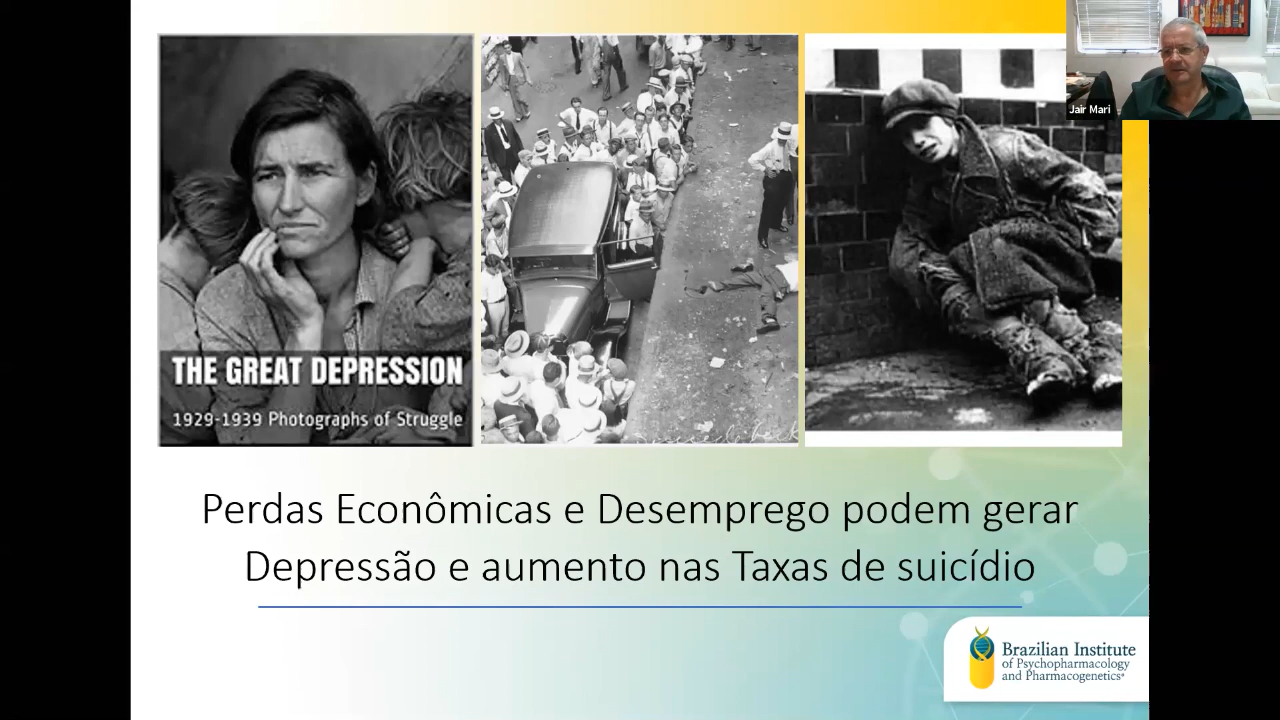 Jair Mari
THE GREAT DEPRESSION
1929-1939 Photographs of Struggle
Perdas Econômicas e Desemprego podem gerar
Depressão e aumento nas Taxas de suicídio
Brazilian Institute
of Psychopharmacology
and Pharmacogenetics®